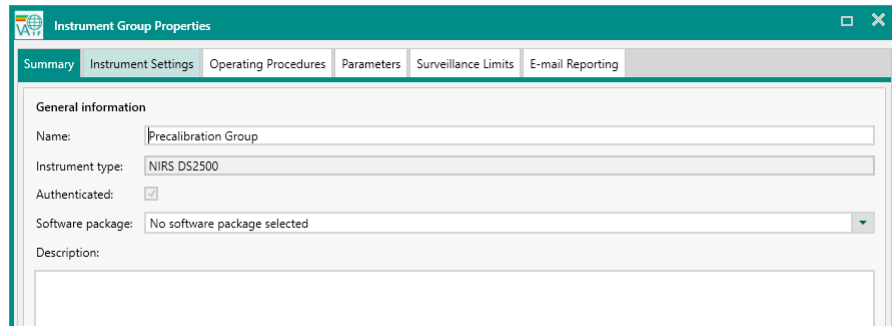 Instrument Group Properties
Summary Instrument Settings Operating Procedures Parameters Surveillance Limits E-mail Reporting
General information
Name: Precalibration Group
Instrument type: NIRS DS2500
Authenticated:
Software package: No software package selected
Description: